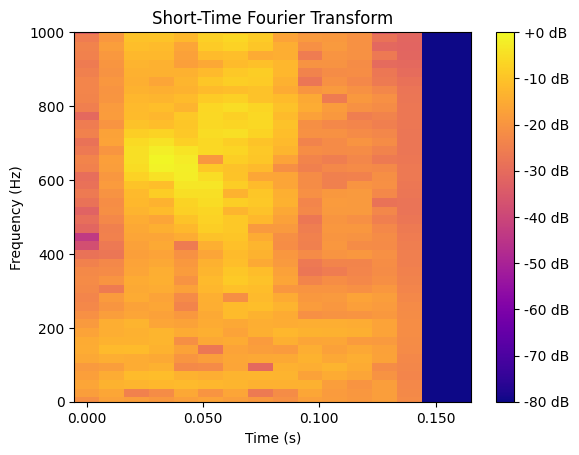 Short-Time Fourier Transform
1000
800
600
400
200
0
Frequency (Hz)
0.000
0.050
0.100
0.150
Time (s)
+0 dB
-10 dB
-20 dB
-30 dB
-40 dB
-50 dB
-60 dB
-70 dB
-80 dB